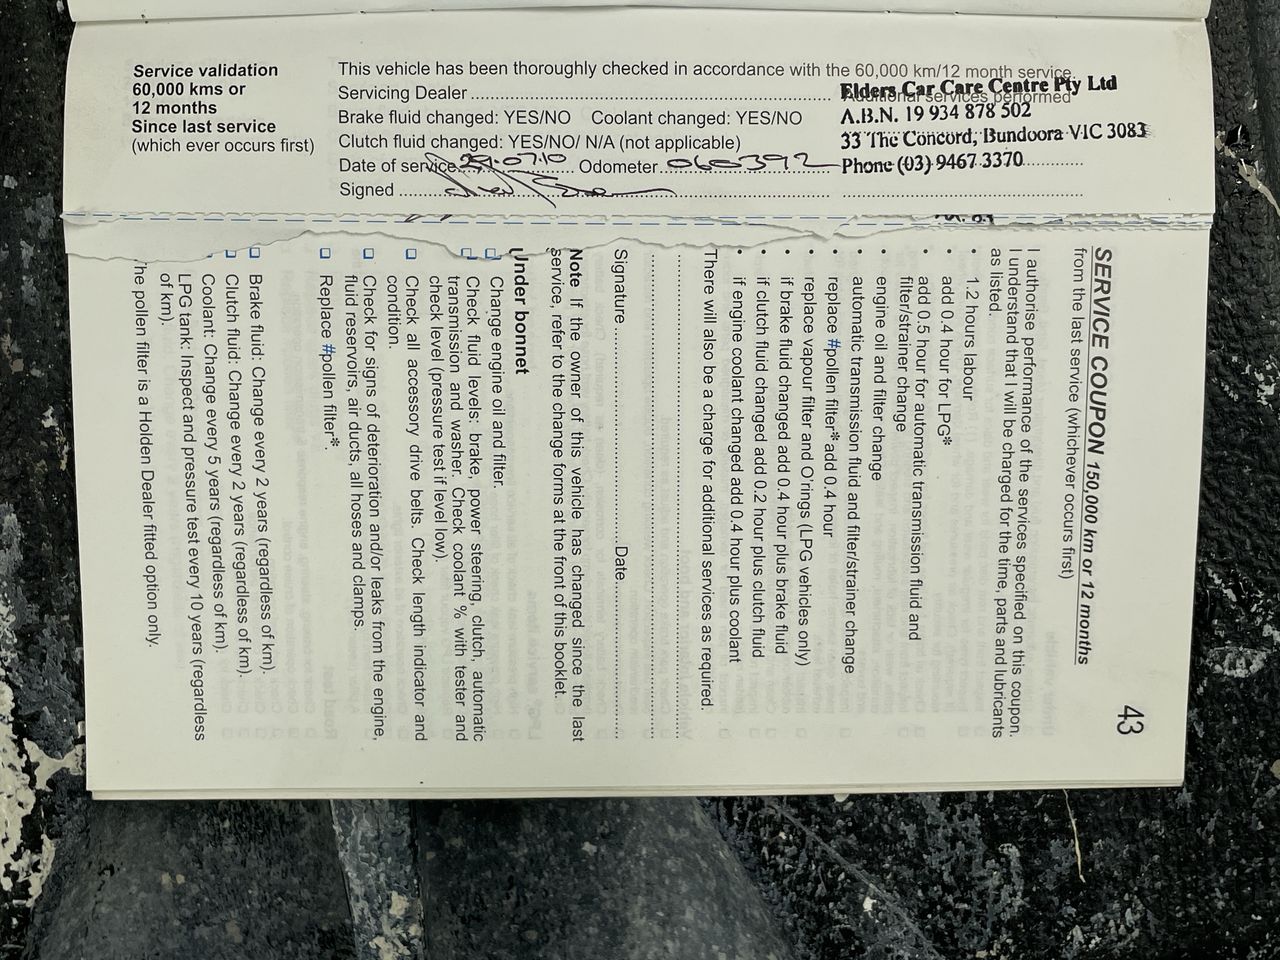 Service validation
60,000 kms or
12 months
Since last service
(which ever occurs first)
This vehicle has been thoroughly checked in accordance with the 60,000 km/12 month service.
Servicing Dealer
Additional services performed
Brake fluid changed: YES/NO Coolant changed: YES/NO
Clutch fluid changed: YES/NO/ N/A (not applicable)
Date of service 29.07.10 Odometer 060392
Signed
Elders Car Care Centre Pty Ltd
A.B.N. 19 934 878 502
33 The Concord, Bundoora VIC 3083
Phone (03) 9467 3370
43
SERVICE COUPON 150,000 km or 12 months
from the last service (whichever occurs first)
I authorise performance of the services specified on this coupon.
I understand that I will be charged for the time, parts and lubricants
as listed.
• 1.2 hours labour
• add 0.4 hour for LPG*
• add 0.5 hour for automatic transmission fluid and
filter/strainer change
• engine oil and filter change
• automatic transmission fluid and filter/strainer change
• replace #pollen filter* add 0.4 hour
• replace vapour filter and O'rings (LPG vehicles only)
• if brake fluid changed add 0.4 hour plus brake fluid
• if clutch fluid changed add 0.2 hour plus clutch fluid
• if engine coolant changed add 0.4 hour plus coolant
There will also be a charge for additional services as required.
Signature Date
Note If the owner of this vehicle has changed since the last
service, refer to the change forms at the front of this booklet.
Under bonnet
Change engine oil and filter.
Check fluid levels: brake, power steering, clutch, automatic
transmission and washer. Check coolant % with tester and
check level (pressure test if level low).
Check all accessory drive belts. Check length indicator and
condition.
Check for signs of deterioration and/or leaks from the engine,
fluid reservoirs, air ducts, all hoses and clamps.
Replace #pollen filter*.
Brake fluid: Change every 2 years (regardless of km).
Clutch fluid: Change every 2 years (regardless of km).
Coolant: Change every 5 years (regardless of km).
LPG tank: Inspect and pressure test every 10 years (regardless
of km).
he pollen filter is a Holden Dealer fitted option only.